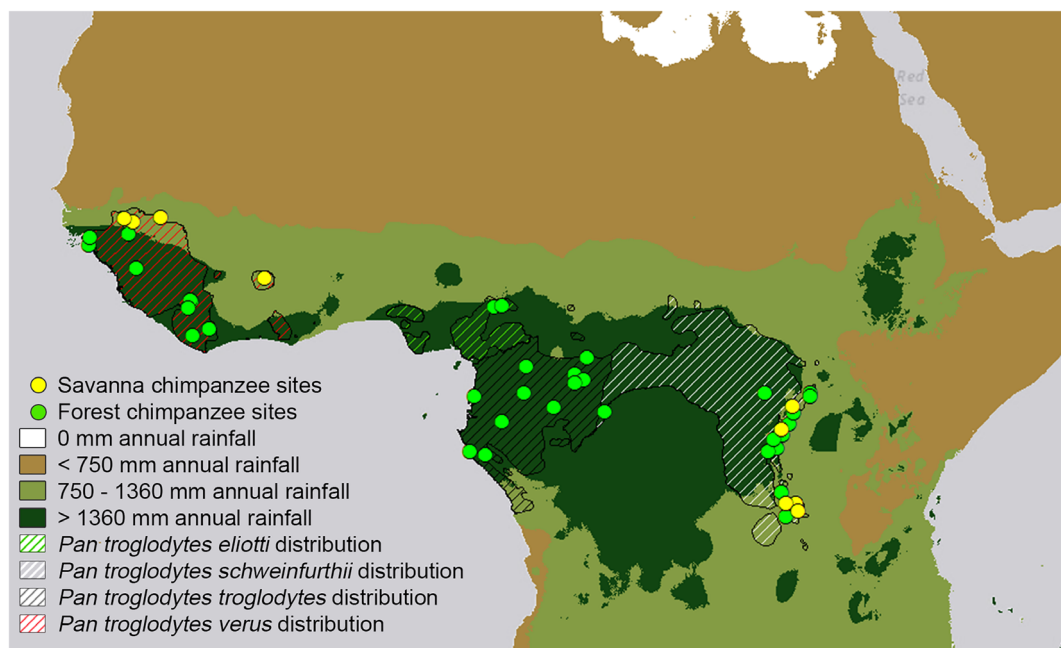 Red
Sea
Savanna chimpanzee sites
Forest chimpanzee sites
0 mm annual rainfall
< 750 mm annual rainfall
750 - 1360 mm annual rainfall
> 1360 mm annual rainfall
Pan troglodytes eliotti distribution
Pan troglodytes schweinfurthii distribution
Pan troglodytes troglodytes distribution
Pan troglodytes verus distribution